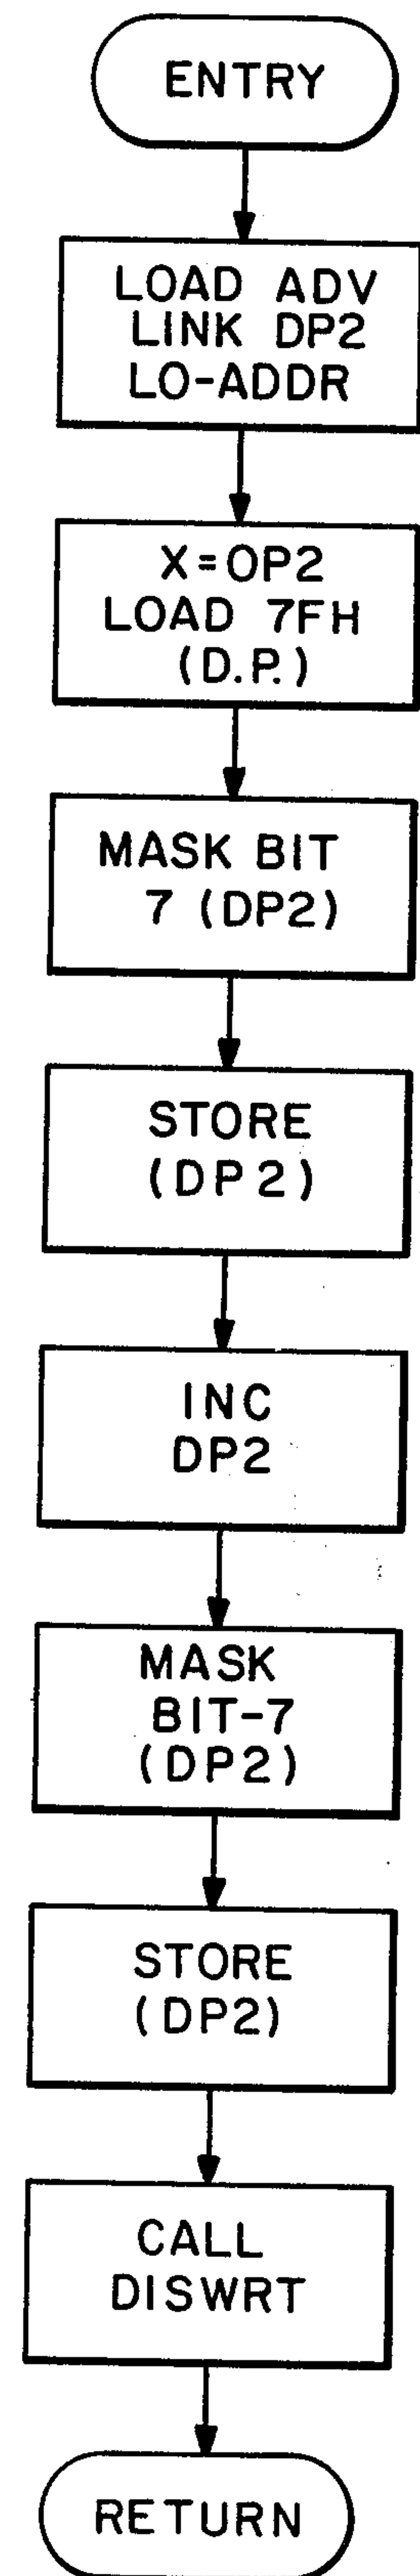 ENTRY
LOAD ADV
LINK DP2
LO-ADDR
X=OP2
LOAD 7FH
(D.P.)
MASK BIT
7 (DP2)
STORE
(DP2)
INC
DP2
MASK
BIT-7
(DP2)
STORE
(DP2)
CALL
DISWRT
RETURN